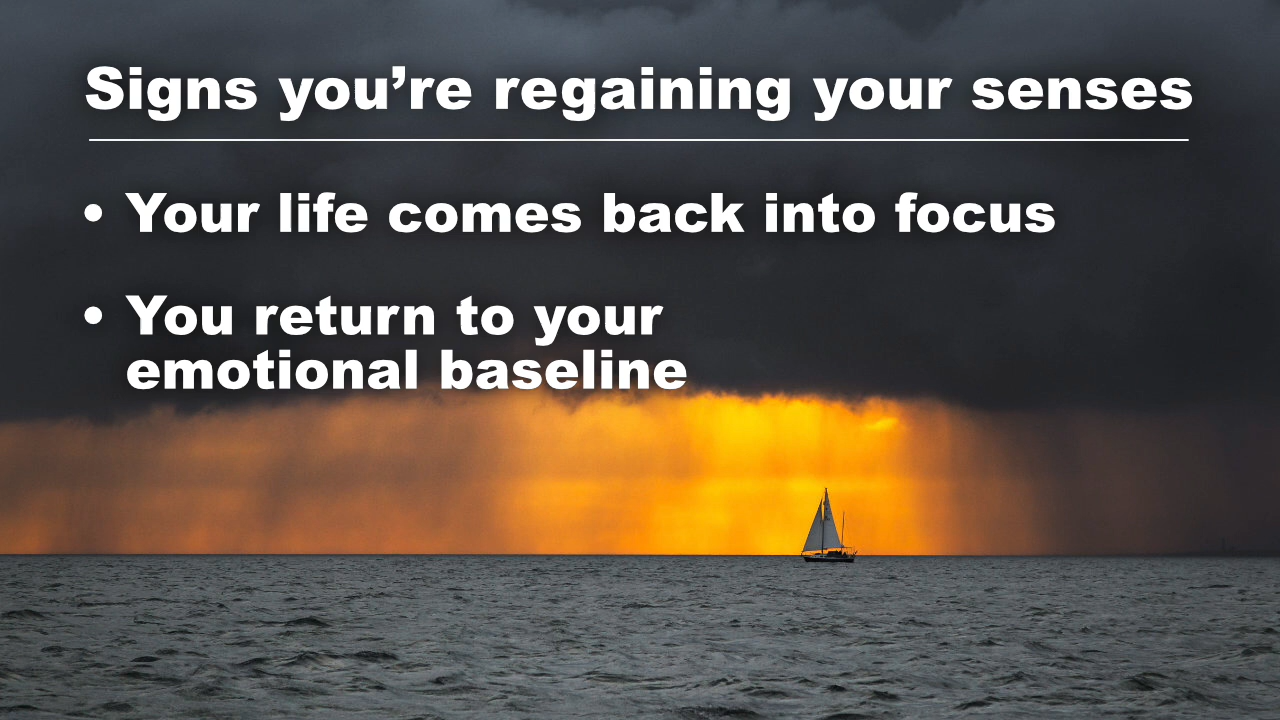 Signs you’re regaining your senses
• Your life comes back into focus
• You return to your
emotional baseline